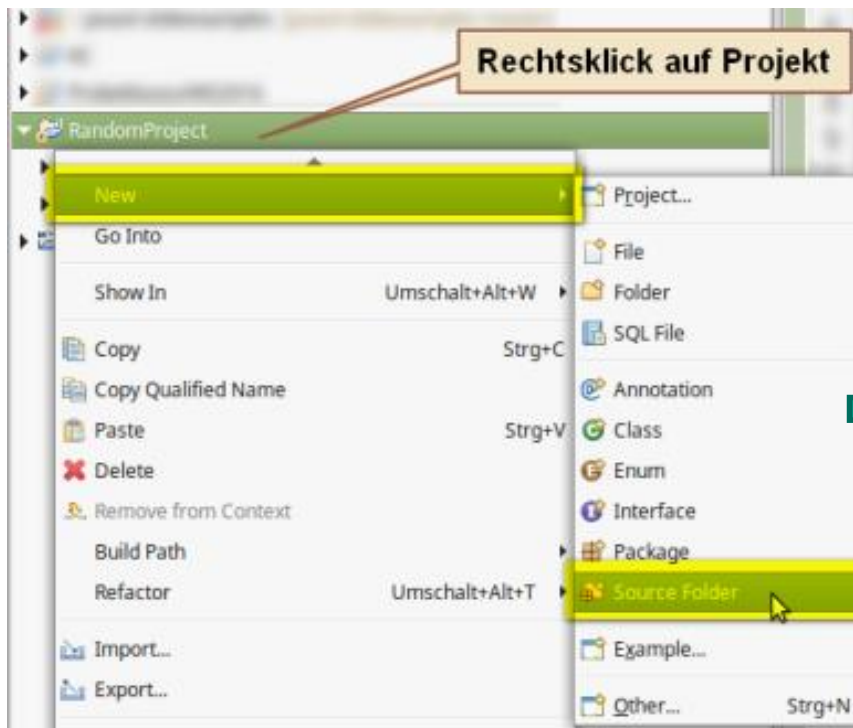 Rechtsklick auf Projekt
RandomProject
New
Go Into
Show In Umschalt+Alt+W
Copy Strg+C
Copy Qualified Name
Paste Strg+V
Delete
Remove from Context
Build Path
Refactor Umschalt+Alt+T
Import...
Export...
Project...
File
Folder
SQL File
Annotation
Class
Enum
Interface
Package
Source Folder
Example...
Other... Strg+N